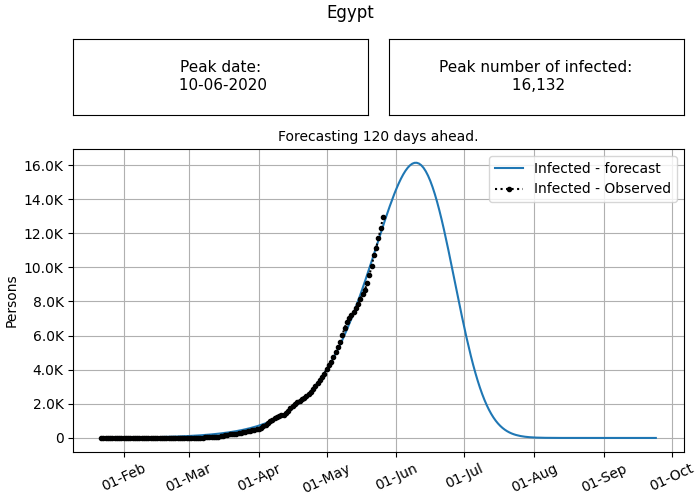 Egypt
Peak date:
10-06-2020
Peak number of infected:
16,132
Forecasting 120 days ahead.
Infected - forecast
Infected - Observed
Persons
16.0K
14.0K
12.0K
10.0K
8.0K
6.0K
4.0K
2.0K
0
01-Feb
01-Mar
01-Apr
01-May
01-Jun
01-Jul
01-Aug
01-Sep
01-Oct